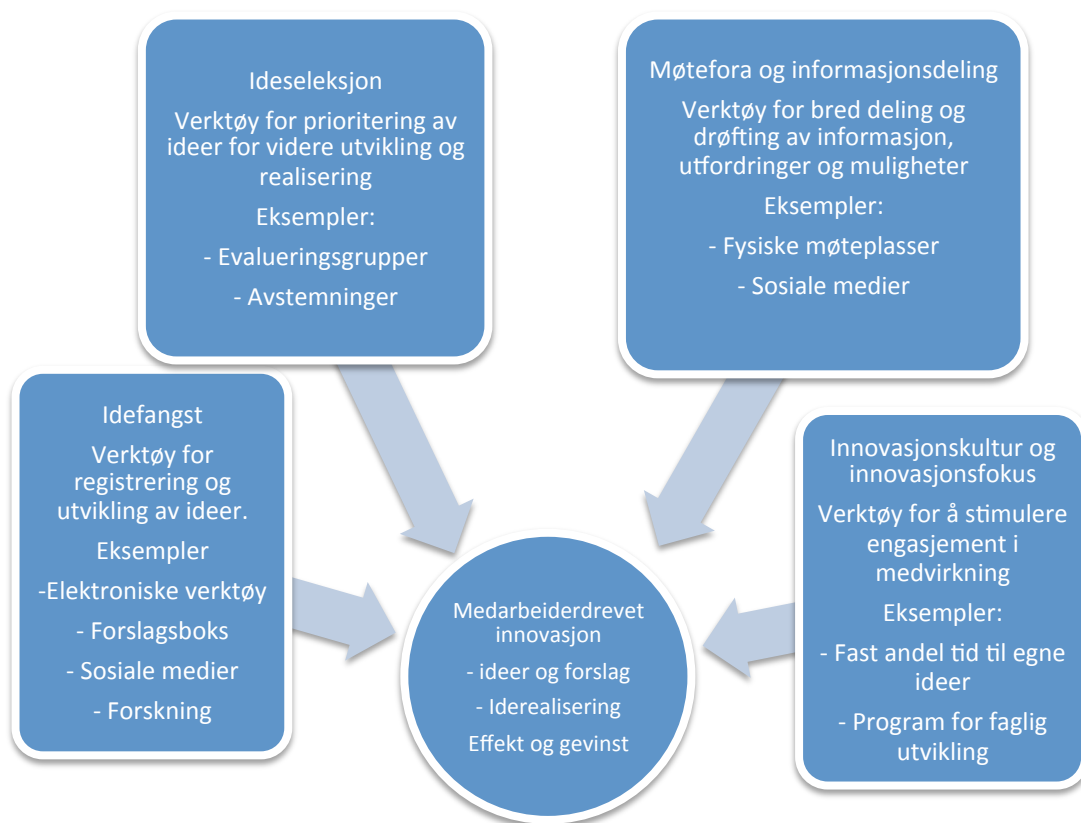 Ideseleksjon
Verktøy for prioritering av
ideer for videre utvikling og
realisering
Eksempler:
- Evalueringsgrupper
- Avstemninger
Møtefora og informasjonsdeling
Verktøy for bred deling og
drøfting av informasjon,
utfordringer og muligheter
Eksempler:
- Fysiske møteplasser
- Sosiale medier
Idefangst
Verktøy for
registrering og
utvikling av ideer.
Eksempler
-Elektroniske verktøy
- Forslagsboks
- Sosiale medier
- Forskning
Medarbeiderdrevet
innovasjon
- ideer og forslag
- Iderealisering
Effekt og gevinst
Innovasjonskultur og
innovasjonsfokus
Verktøy for å stimulere
engasjement i
medvirkning
Eksempler:
- Fast andel tid til egne
ideer
- Program for faglig
utvikling